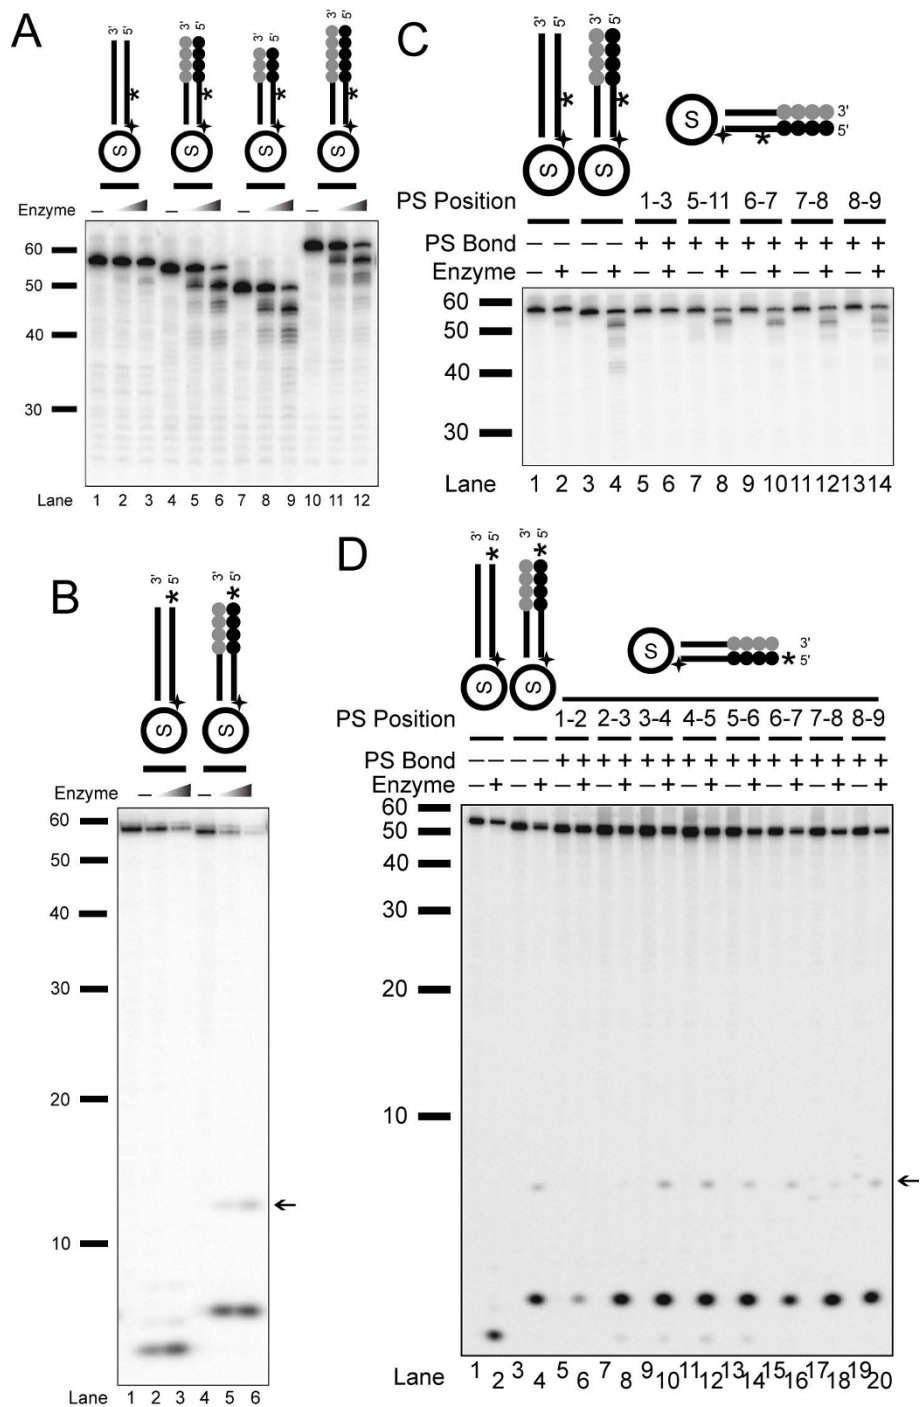 A
3' 5' 3' 5' 3' 5' 3' 5'
* * * *
S S S S
Enzyme – – – –
60
50
40
30
Lane 1 2 3 4 5 6 7 8 9 10 11 12
C
3' 5' 3' 5'
* *
S S
S * 3'
5'
PS Position 1-3 5-11 6-7 7-8 8-9
PS Bond – – – – + + + + + + + + + +
Enzyme – + – + – + – + – + – + – +
60
50
40
30
Lane 1 2 3 4 5 6 7 8 9 10 11 12 13 14
B
3' * 5' 3' * 5'
S S
Enzyme – –
60
50
40
30
20
10
←
Lane 1 2 3 4 5 6
D
3' * 5' 3' * 5'
S S
S 3'
* 5'
PS Position 1-2 2-3 3-4 4-5 5-6 6-7 7-8 8-9
PS Bond – – – – + + + + + + + + + + + + + + + +
Enzyme – + – + – + – + – + – + – + – + – + – +
60
50
40
30
20
10
←
Lane 1 2 3 4 5 6 7 8 9 10 11 12 13 14 15 16 17 18 19 20